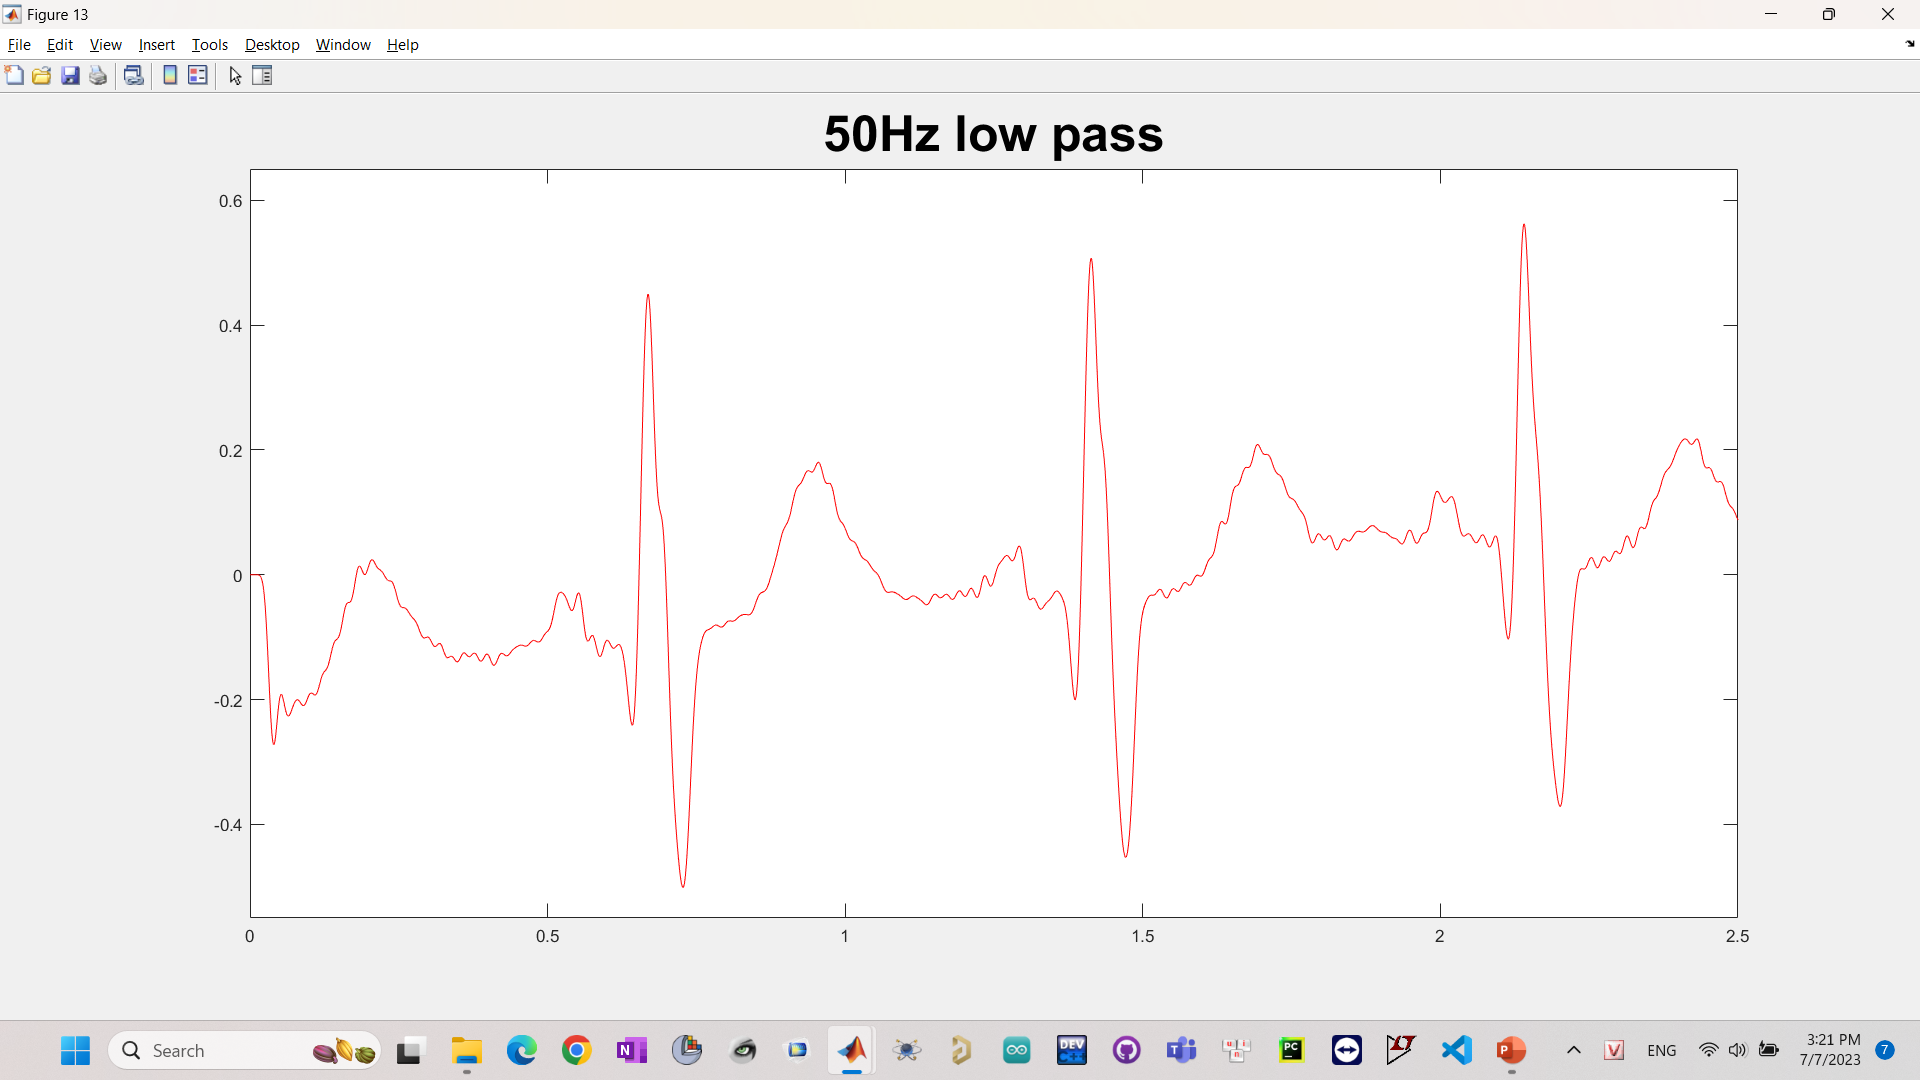 Figure 13
File Edit View Insert Tools Desktop Window Help
50Hz low pass
0.6
0.4
0.2
0
-0.2
-0.4
0 0.5 1 1.5 2 2.5
Search
N
DEV
C++
PC
P
V
ENG
3:21 PM
7/7/2023
7